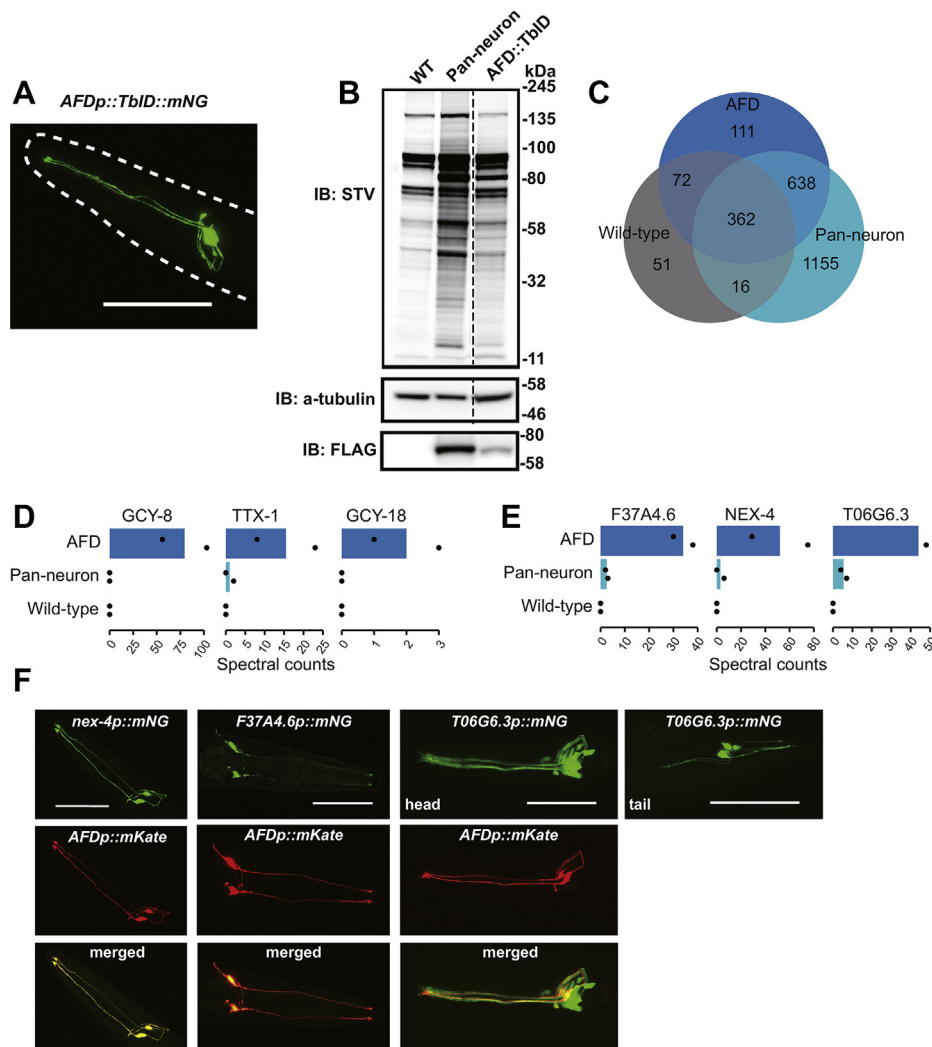 A
AFDp::TbID::mNG
B
WT
Pan-neuron
AFD::TbID
kDa
-245
-135
-100
-80
-58
-32
-11
IB: STV
IB: a-tubulin
-58
-46
IB: FLAG
-80
-58
C
AFD
111
72
638
362
Wild-type
Pan-neuron
51
1155
16
D
GCY-8
TTX-1
GCY-18
AFD
Pan-neuron
Wild-type
0
25
50
75
100
0
5
10
15
20
25
0
1
2
3
Spectral counts
E
F37A4.6
NEX-4
T06G6.3
AFD
Pan-neuron
Wild-type
0
10
20
30
40
0
20
40
60
80
0
10
20
30
40
50
Spectral counts
F
nex-4p::mNG
F37A4.6p::mNG
T06G6.3p::mNG
T06G6.3p::mNG
head
tail
AFDp::mKate
AFDp::mKate
AFDp::mKate
merged
merged
merged